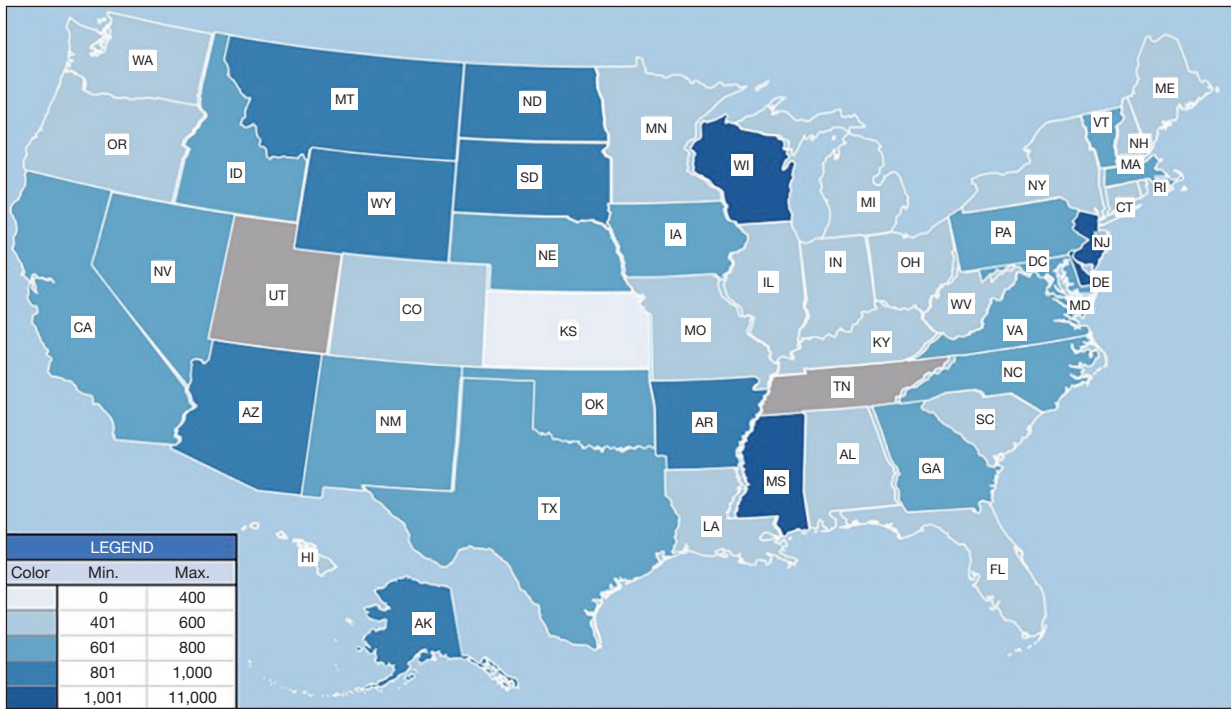 WA
MT
ND
MN
ME
VT
OR
NH
ID
SD
WI
MA
WY
MI
NY
RI
CT
IA
PA
NE
NJ
NV
IN
OH
DC
UT
IL
DE
CO
WV
MD
CA
KS
MO
VA
KY
NC
TN
AZ
OK
NM
AR
SC
AL
GA
MS
TX
LA
HI
FL
AK
LEGEND
Color Min. Max.
0 400
401 600
601 800
801 1,000
1,001 11,000